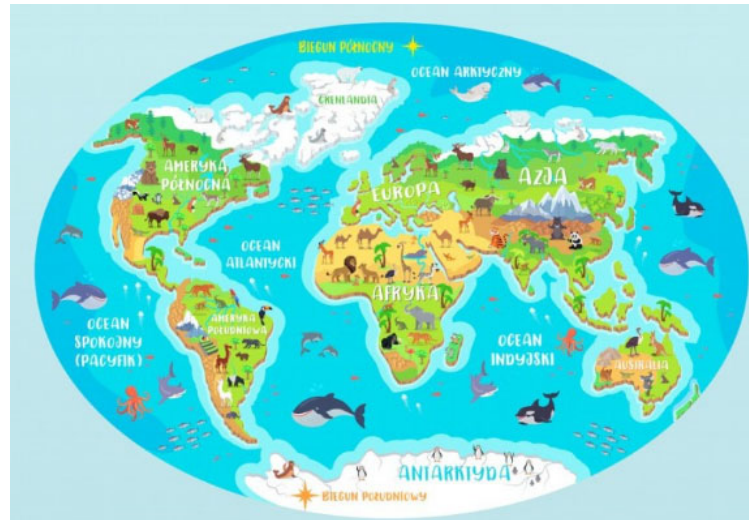 BIEGUN PÓŁNOCNY
OCEAN ARKTYCZNY
GRENLANDIA
AMERYKA
PÓŁNOCNA
EUROPA
AZJA
OCEAN
ATLANTYCKI
AFRYKA
AMERYKA
POŁUDNIOWA
OCEAN
SPOKOJNY
(PACYFIK)
OCEAN
INDYJSKI
AUSTRALIA
ANTARKTYDA
BIEGUN POŁUDNIOWY